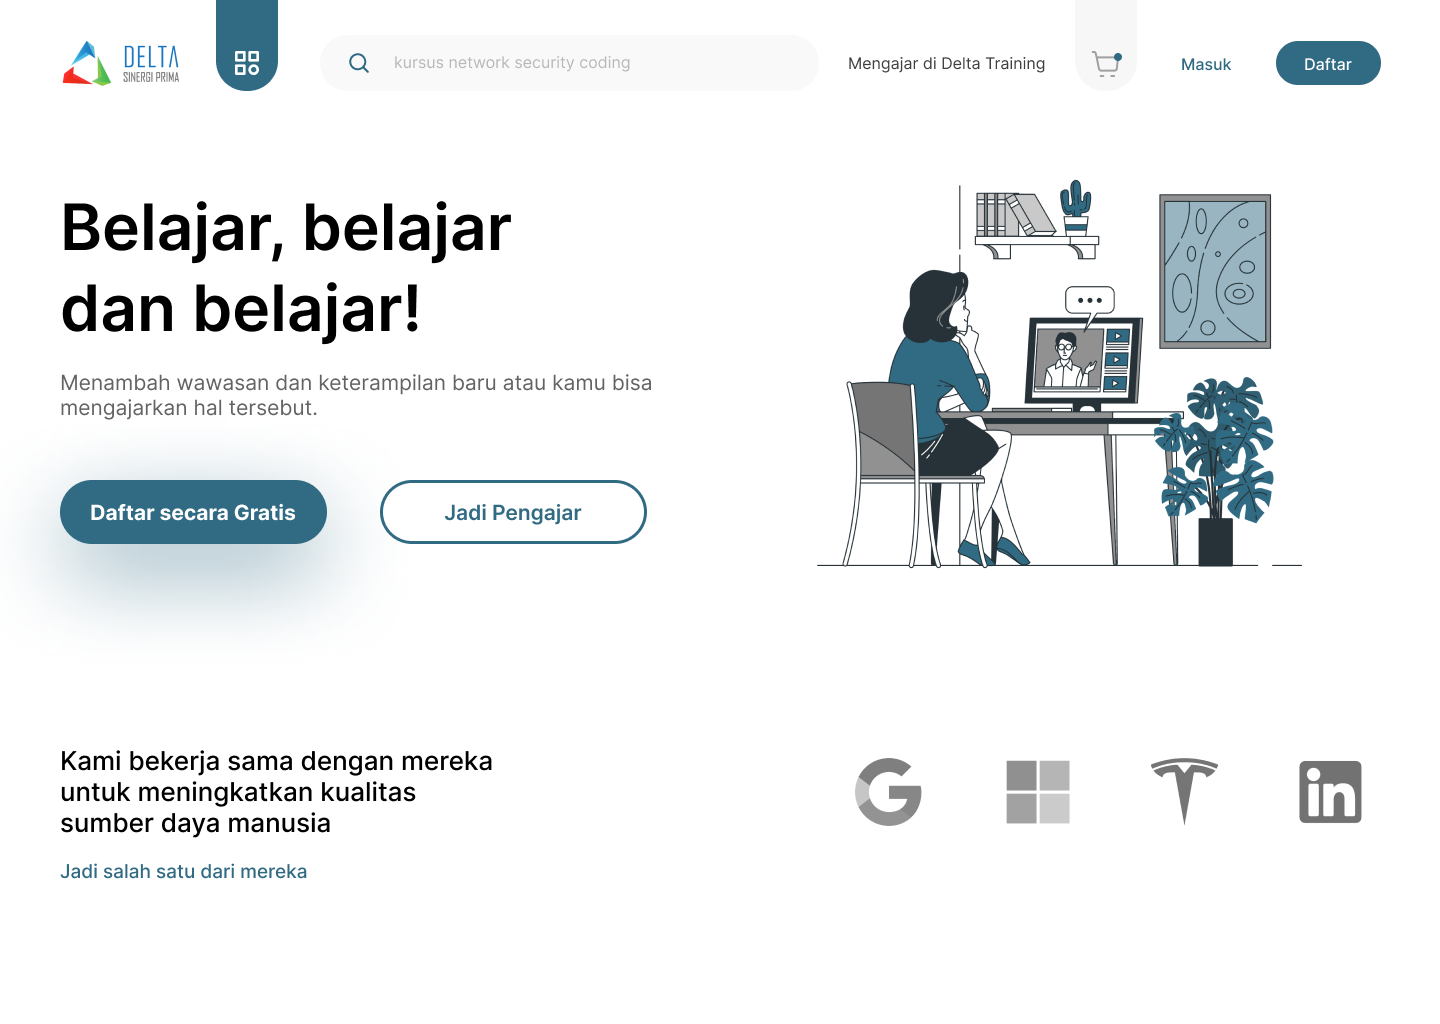 DELTA
SINERGI PRIMA
kursus network security coding
Mengajar di Delta Training
Masuk
Daftar
Belajar, belajar
dan belajar!
Menambah wawasan dan keterampilan baru atau kamu bisa
mengajarkan hal tersebut.
Daftar secara Gratis
Jadi Pengajar
Kami bekerja sama dengan mereka
untuk meningkatkan kualitas
sumber daya manusia
Jadi salah satu dari mereka
in